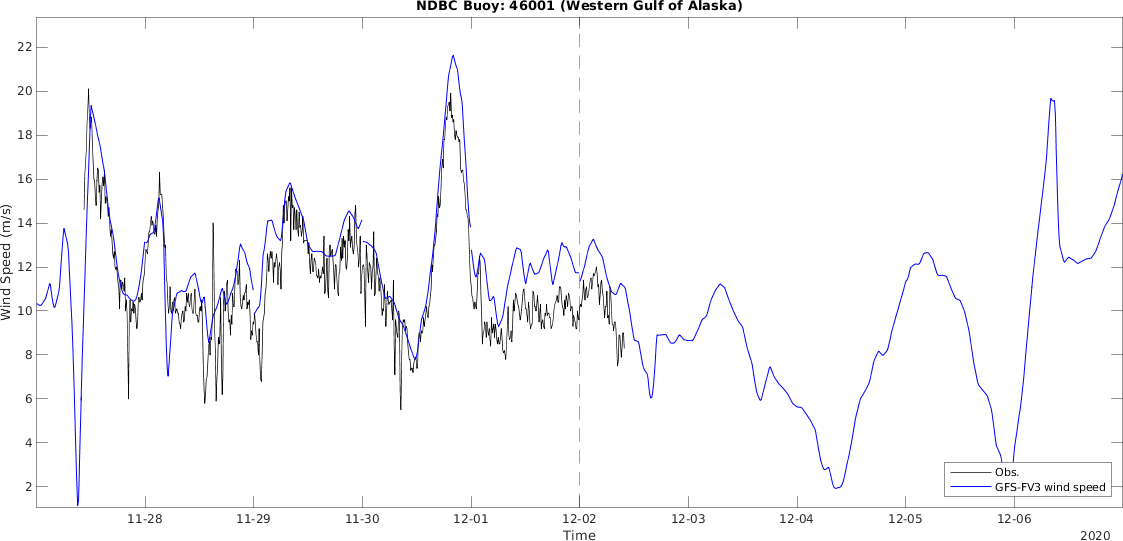 NDBC Buoy: 46001 (Western Gulf of Alaska)
22
20
18
16
14
12
10
8
6
4
2
Wind Speed (m/s)
11-28 11-29 11-30 12-01 12-02 12-03 12-04 12-05 12-06
Time
2020
Obs.
GFS-FV3 wind speed